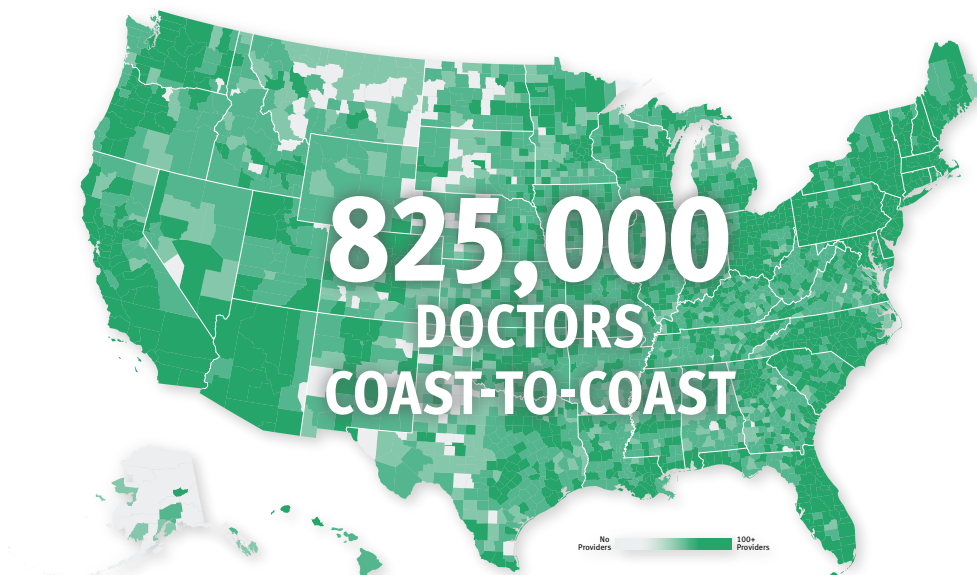 825,000
DOCTORS
COAST-TO-COAST
No
Providers
100+
Providers